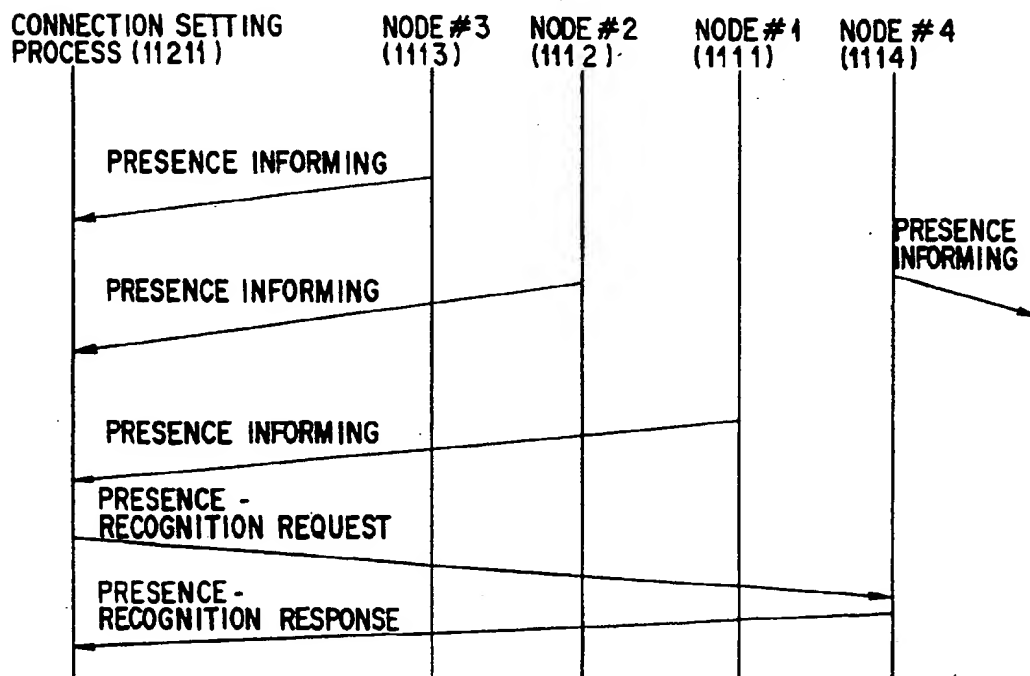 CONNECTION SETTING
PROCESS (11211)
NODE #3
(1113)
NODE #2
(1112)
NODE #1
(1111)
NODE #4
(1114)
PRESENCE INFORMING
PRESENCE
INFORMING
PRESENCE INFORMING
PRESENCE INFORMING
PRESENCE -
RECOGNITION REQUEST
PRESENCE-
RECOGNITION RESPONSE